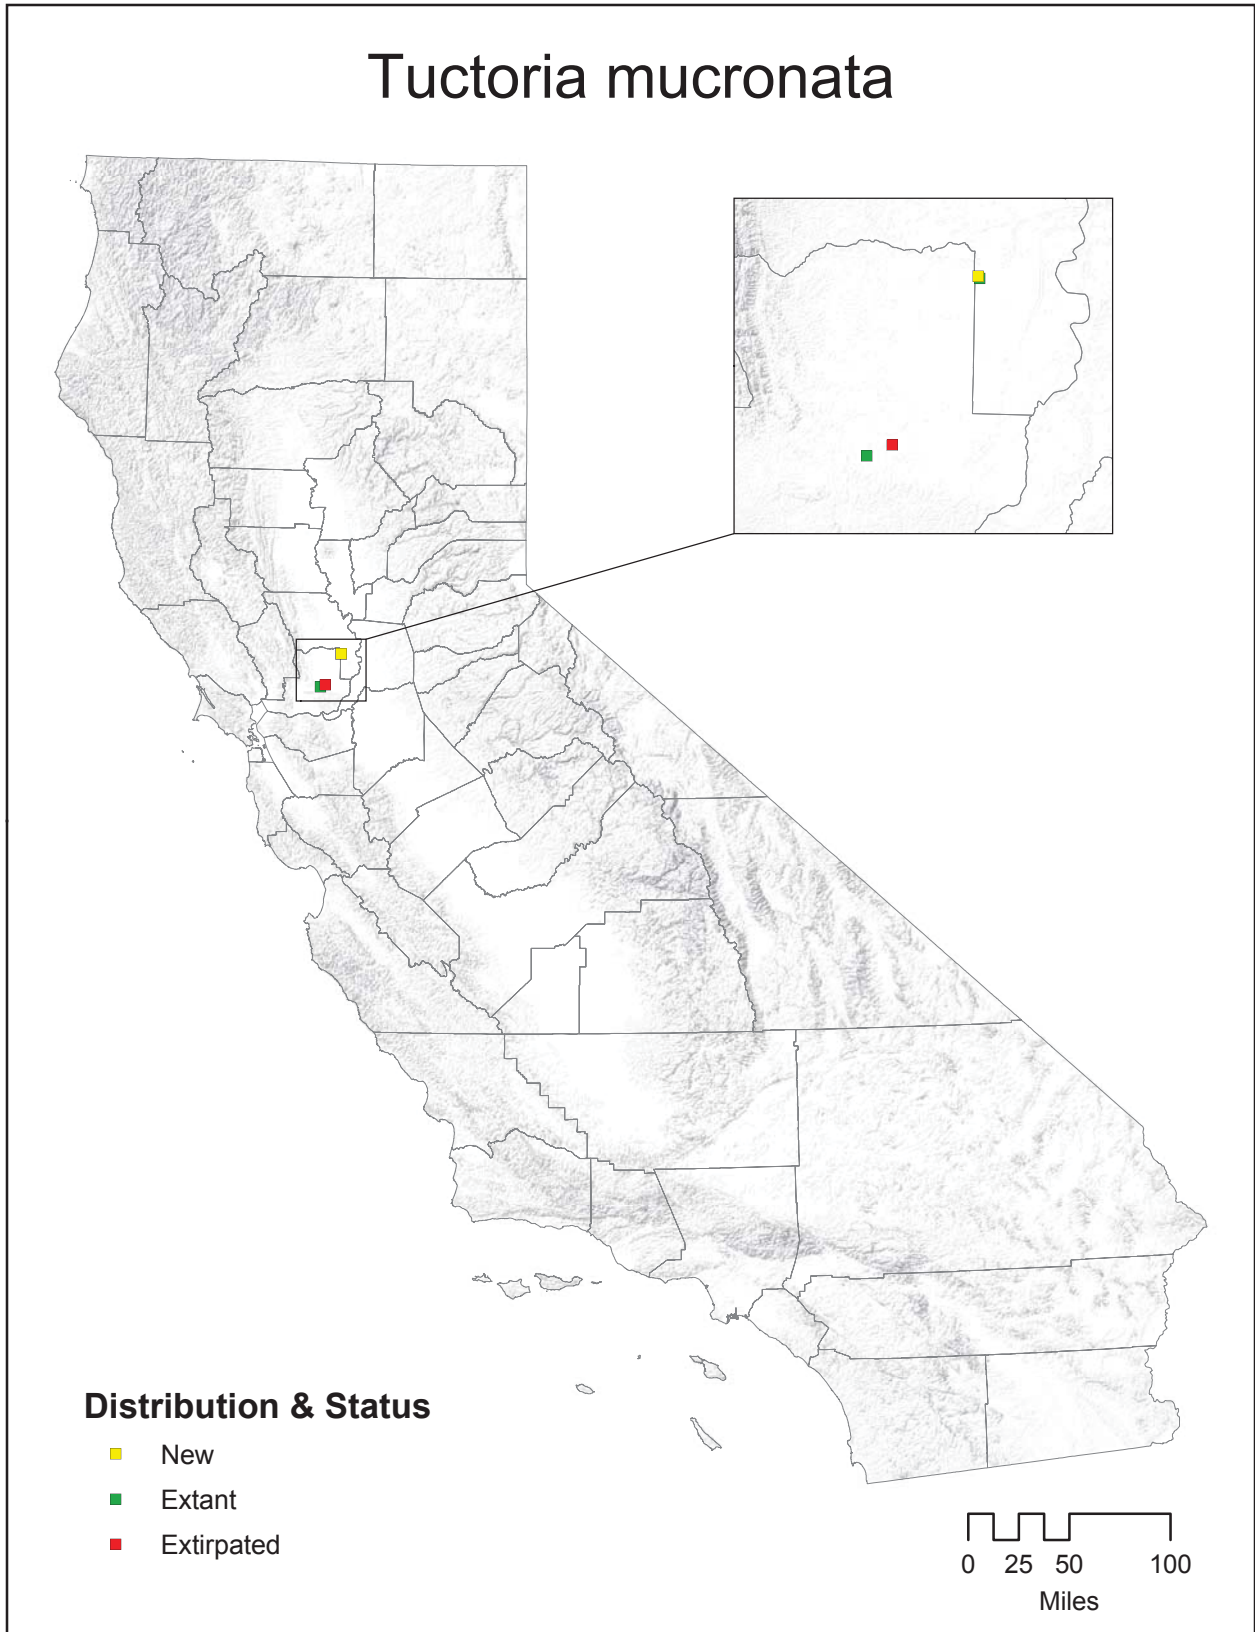 Tuctoria mucronata
Distribution & Status
New
Extant
Extirpated
0 25 50 100
Miles